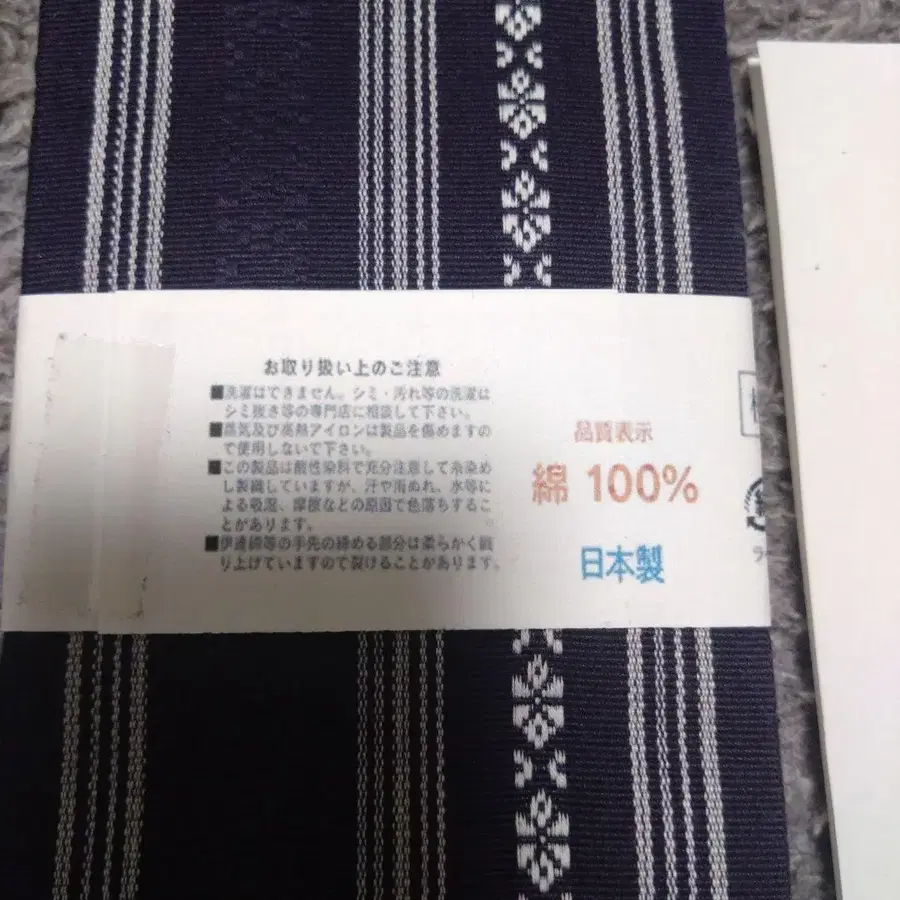 お取り扱い上のご注意
■洗濯はできません。シミ・汚れ等の洗濯は
シミ抜き等の専門店に相談して下さい。
■蒸気及び高熱アイロンは製品を傷めますの
で使用しないで下さい。
■この製品は酸性染料で充分注意して糸染め
し製織していますが、汗や雨ぬれ、水等に
よる吸湿、摩擦などの原因で色落ちするこ
とがあります。
■伊達締等の手先の締める部分は柔らかく織
り上げていますので裂けることがあります。
品質表示
綿 100%
日本製